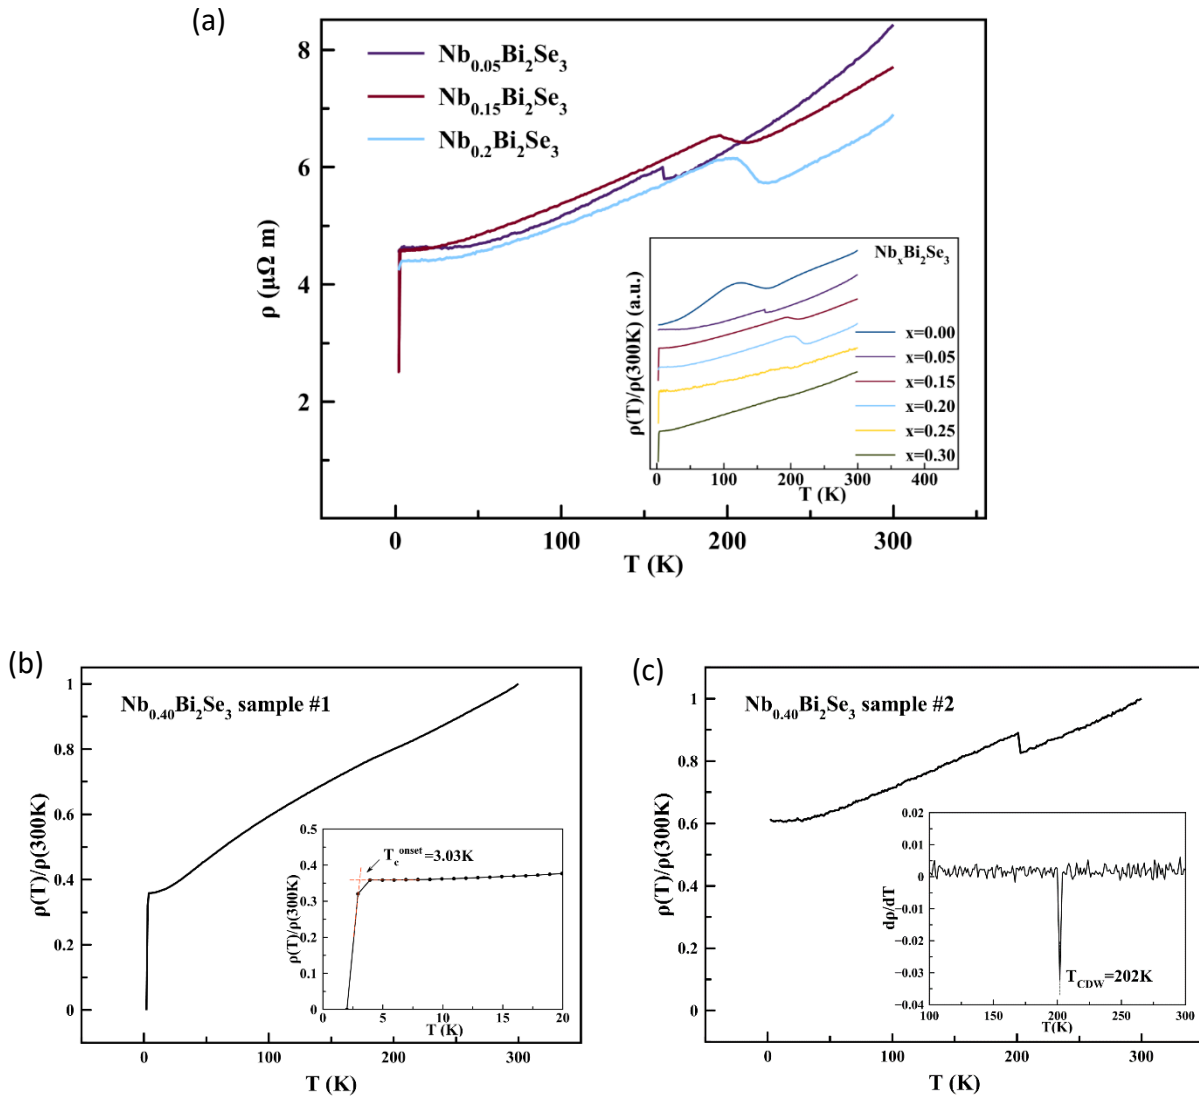 (a)
Nb0.05Bi2Se3
Nb0.15Bi2Se3
Nb0.2Bi2Se3
8
6
4
2
ρ (μΩ m)
0
100
200
300
T (K)
NbxBi2Se3
x=0.00
x=0.05
x=0.15
x=0.20
x=0.25
x=0.30
ρ(T)/ρ(300K) (a.u.)
0
100
200
300
400
T (K)
(b)
Nb0.40Bi2Se3 sample #1
1
0.8
0.6
0.4
0.2
0
ρ(T)/ρ(300K)
0
100
200
300
T (K)
0.5
0.4
0.3
0.2
0.1
0
ρ(T)/ρ(300K)
Tc onset=3.03K
0
5
10
15
20
T (K)
(c)
Nb0.40Bi2Se3 sample #2
1
0.8
0.6
0.4
0.2
0
ρ(T)/ρ(300K)
0
100
200
300
T (K)
0.02
0.01
0
−0.01
−0.02
−0.03
−0.04
dρ/dT
TCDW=202K
100
150
200
250
300
T(K)